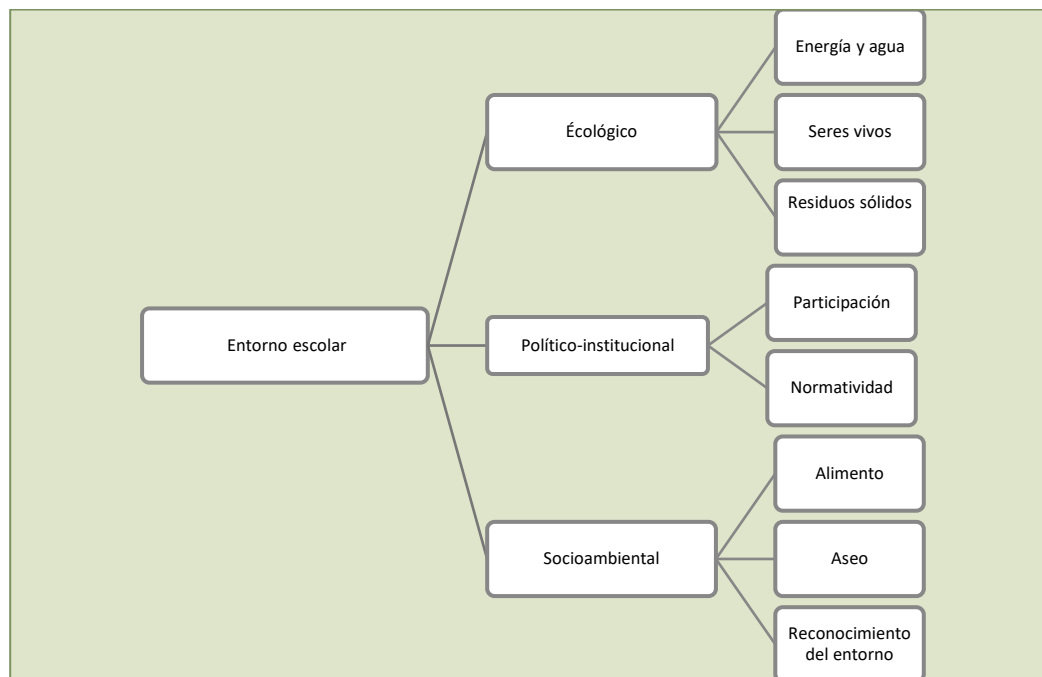 Entorno escolar
Écológico
Energía y agua
Seres vivos
Residuos sólidos
Político-institucional
Participación
Normatividad
Socioambiental
Alimento
Aseo
Reconocimiento
del entorno